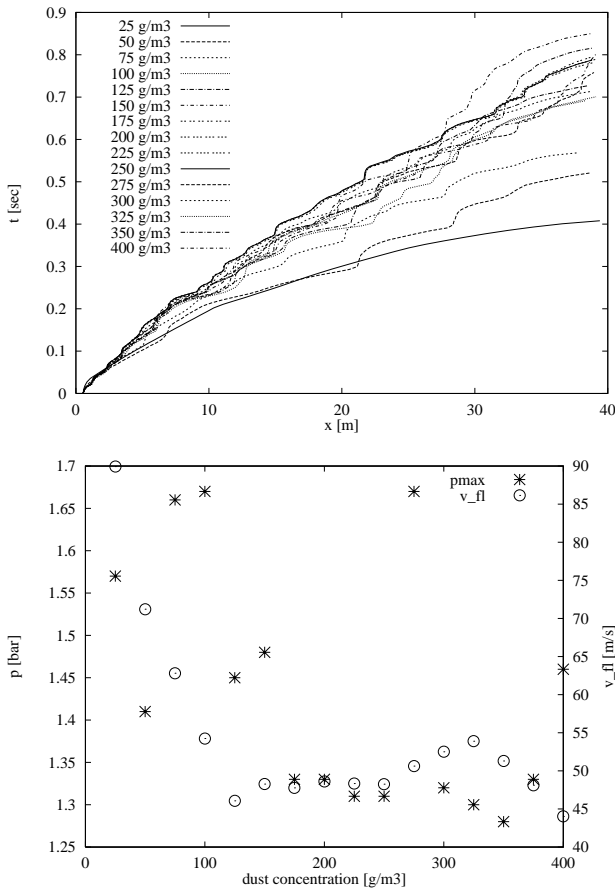 0.9
0.8
0.7
0.6
0.5
0.4
0.3
0.2
0.1
0
t [sec]
25 g/m3
50 g/m3
75 g/m3
100 g/m3
125 g/m3
150 g/m3
175 g/m3
200 g/m3
225 g/m3
250 g/m3
275 g/m3
300 g/m3
325 g/m3
350 g/m3
400 g/m3
0 10 20 30 40
x [m]
1.7
1.65
1.6
1.55
1.5
1.45
1.4
1.35
1.3
1.25
p [bar]
pmax
v_fl
90
85
80
75
70
65
60
55
50
45
40
v_fl [m/s]
0 100 200 300 400
dust concentration [g/m3]